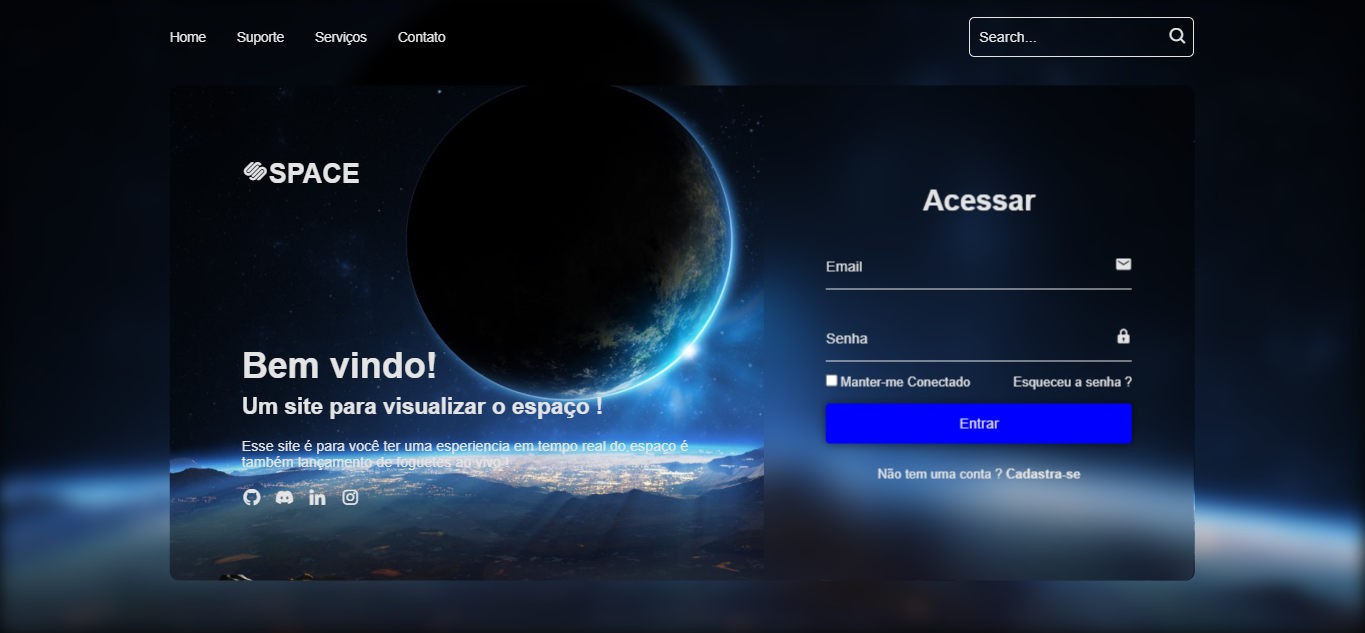 Home Suporte Serviços Contato Search...
SPACE
Bem vindo!
Um site para visualizar o espaço !
Esse site é para você ter uma esperiencia em tempo real do espaço é
também lançamento de foguetes ao vivo !
Acessar
Email
Senha
Manter-me Conectado Esqueceu a senha ?
Entrar
Não tem uma conta ? Cadastra-se